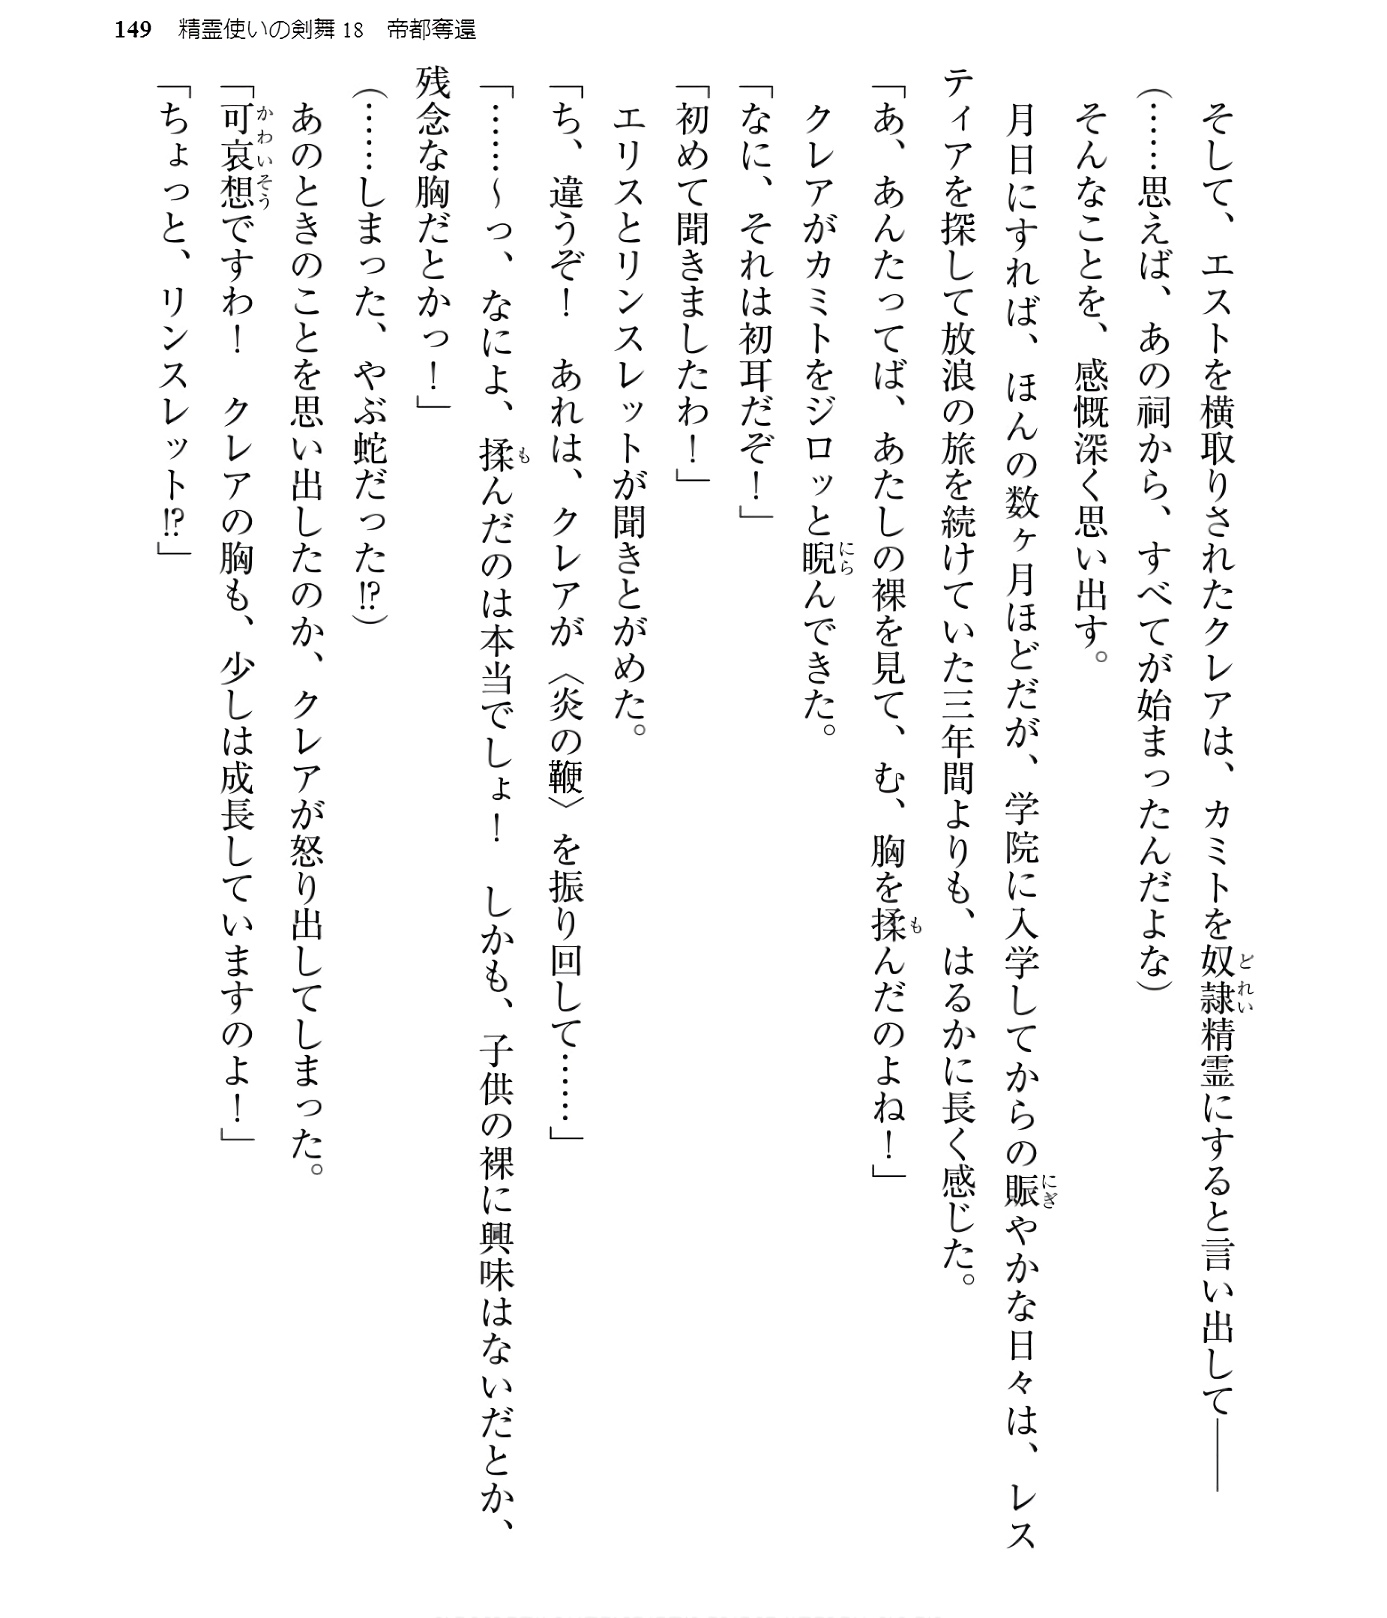 149 精霊使いの剣舞18 帝都奪還
そして、エストを横取りされたクレアは、カミトを奴隷精霊にすると言い出して――
(……思えば、あの祠から、すべてが始まったんだよな)
そんなことを、感慨深く思い出す。
月日にすれば、ほんの数ヶ月ほどだが、学院に入学してからの賑やかな日々は、レス
ティアを探して放浪の旅を続けていた三年間よりも、はるかに長く感じた。
「あ、あんたってば、あたしの裸を見て、む、胸を揉んだのよね！」
クレアがカミトをジロッと睨んできた。
「なに、それは初耳だぞ！」
「初めて聞きましたわ！」
エリスとリンスレットが聞きとがめた。
「ち、違うぞ！　あれは、クレアが〈炎の鞭〉を振り回して……」
「……～っ、なによ、揉んだのは本当でしょ！　しかも、子供の裸に興味はないだとか、
残念な胸だとかっ！」
(……しまった、やぶ蛇だった!?)
あのときのことを思い出したのか、クレアが怒り出してしまった。
「可哀想ですわ！　クレアの胸も、少しは成長していますのよ！」
「ちょっと、リンスレット!?」